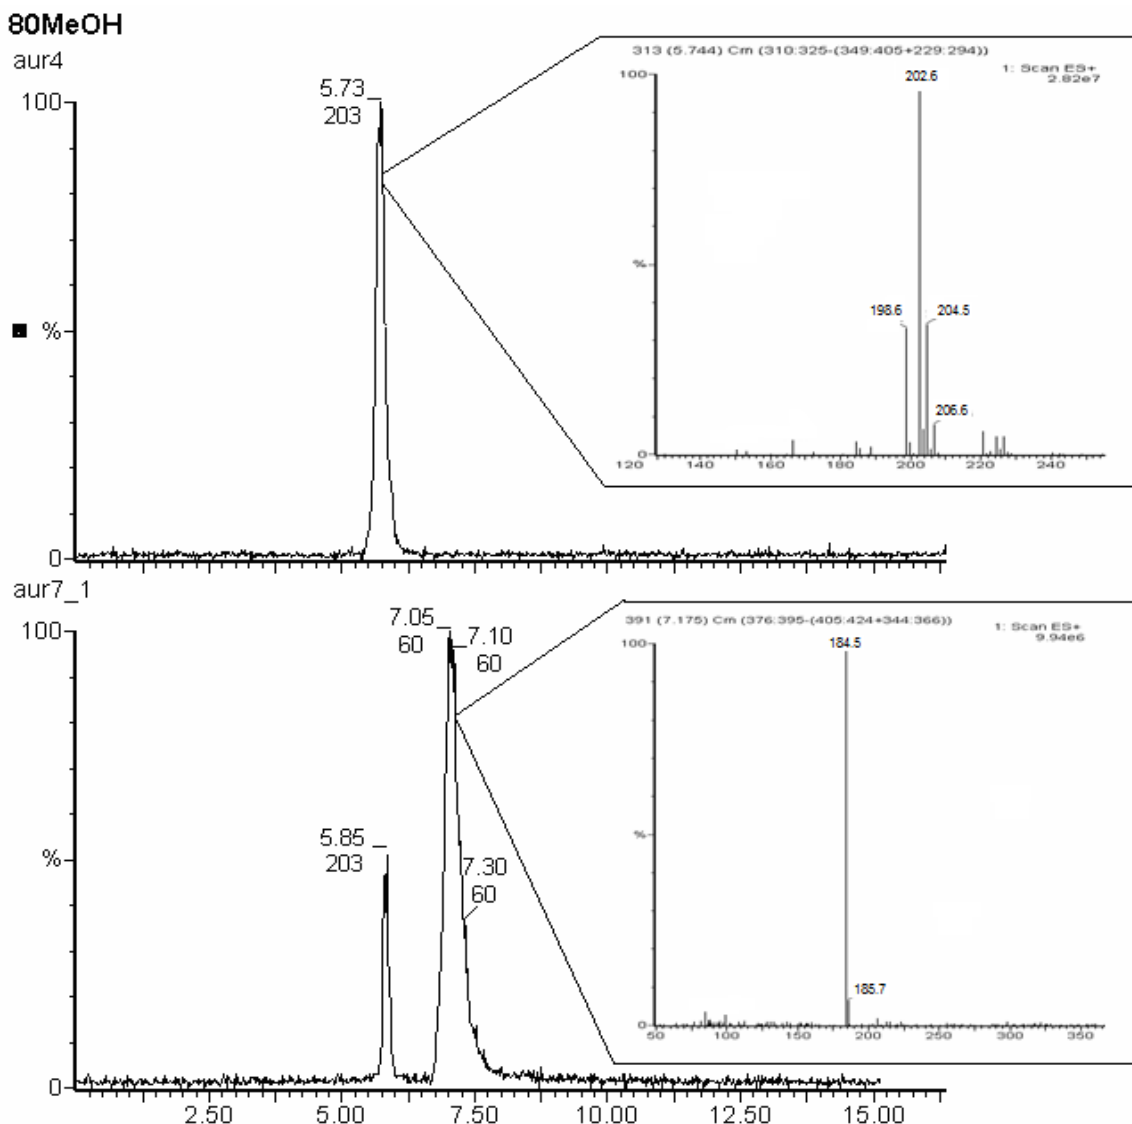 80MeOH
aur4
313 (5.744) Cm (310:325-(349:405+229:294))
1: Scan ES+
2.82e7
100
%
0
202.6
198.6
204.5
206.6
120 140 160 180 200 220 240
5.73
203
100
%
0
aur7_1
391 (7.175) Cm (376:395-(405:424+344:366))
1: Scan ES+
9.94e6
100
%
0
184.5
185.7
50 100 150 200 250 300 350
7.05
60
7.10
60
5.85
203
7.30
60
100
%
0
2.50 5.00 7.50 10.00 12.50 15.00